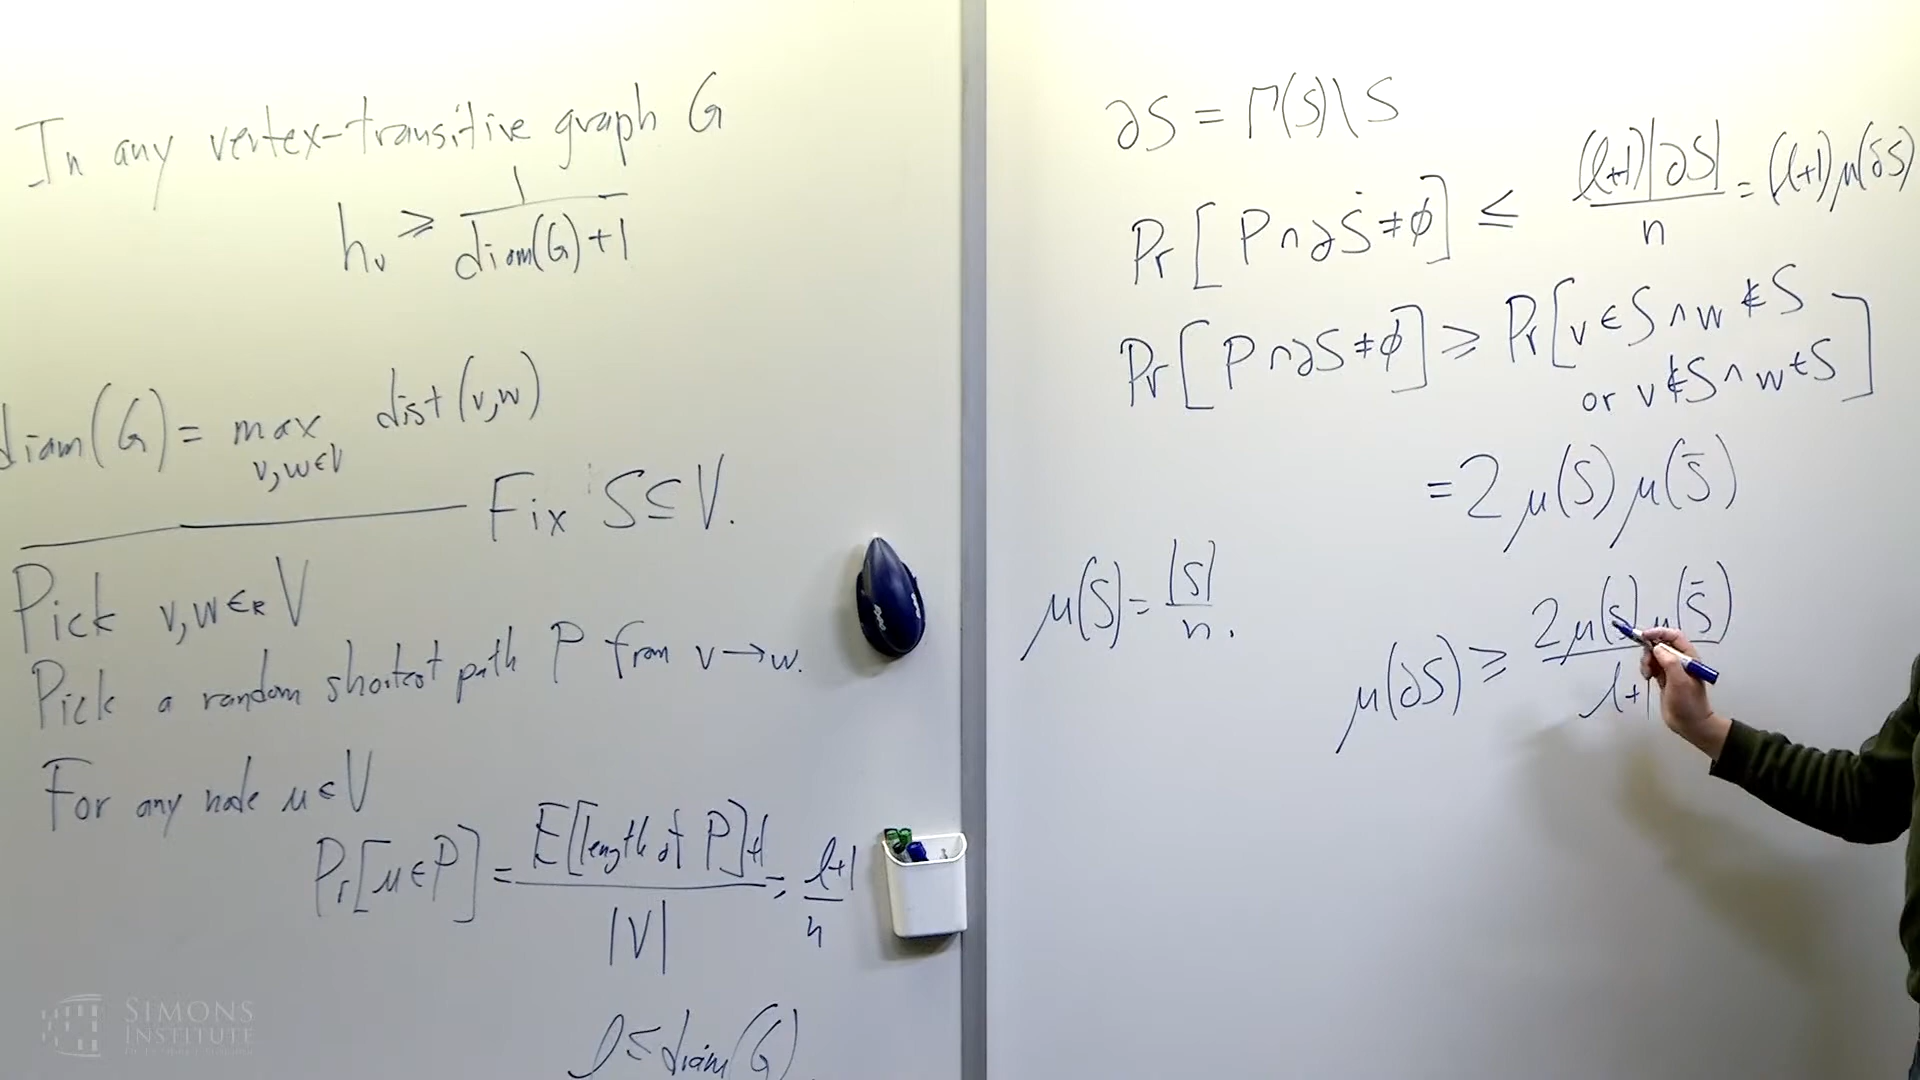 In any vertex-transitive graph G
h_v ≥ 1/(diam(G)+1)
diam(G) = max_{v,w∈V} dist(v,w)
Fix S⊆V.
Pick v,w ∈_R V
Pick a random shortest path P from v→w.
For any node u∈V
Pr[u∈P] = (E[length of P]+1)/|V| = (ℓ+1)/n
ℓ ≤ diam(G).
∂S = Γ(S)\S
Pr[P∩∂S ≠ ∅] ≤ (ℓ+1)|∂S|/n = (ℓ+1)μ(∂S)
Pr[P∩∂S ≠ ∅] ≥ Pr[v∈S ∧ w∉S
or v∉S ∧ w∈S]
= 2μ(S)μ(S̄)
μ(S) = |S|/n.
μ(∂S) ≥ 2μ(S)μ(S̄)/(ℓ+1)
SIMONS
INSTITUTE